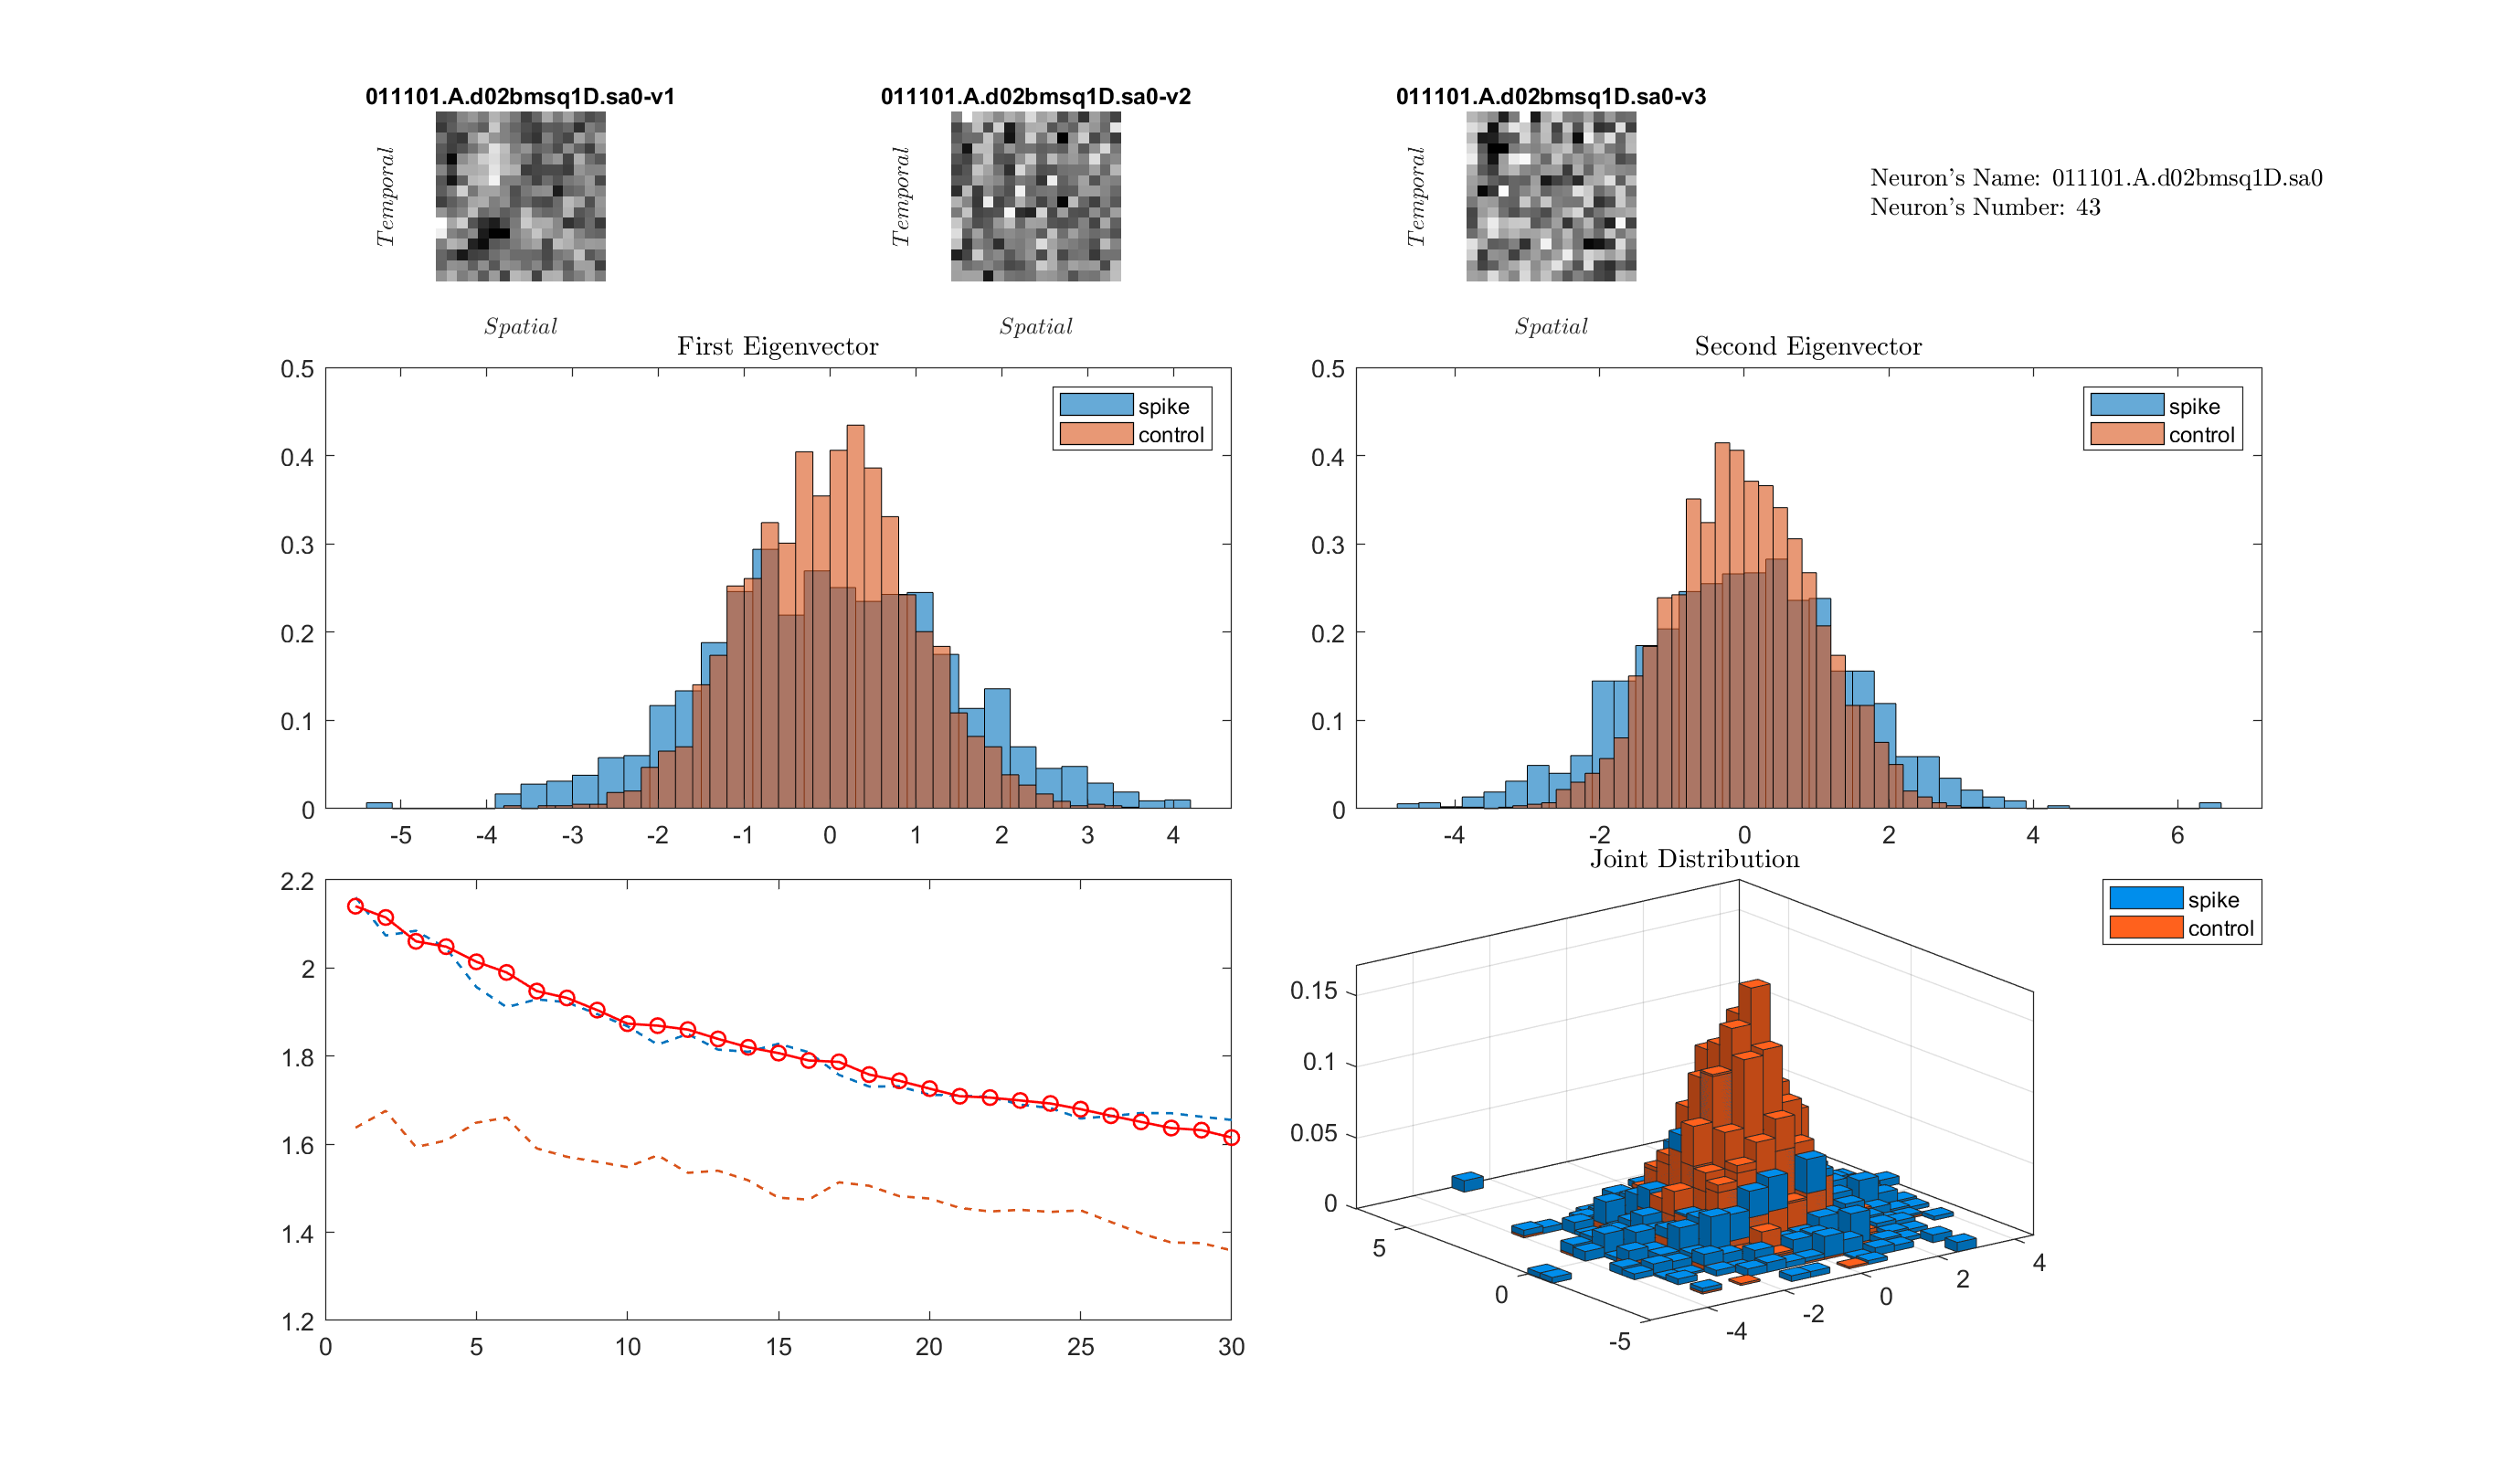 011101.A.d02bmsq1D.sa0-v1
011101.A.d02bmsq1D.sa0-v2
011101.A.d02bmsq1D.sa0-v3
Temporal
Temporal
Temporal
Spatial
Spatial
Spatial
Neuron's Name: 011101.A.d02bmsq1D.sa0
Neuron's Number: 43
First Eigenvector
spike
control
0.5
0.4
0.3
0.2
0.1
0
-5 -4 -3 -2 -1 0 1 2 3 4
Second Eigenvector
spike
control
0.5
0.4
0.3
0.2
0.1
0
-4 -2 0 2 4 6
2.2
2
1.8
1.6
1.4
1.2
0 5 10 15 20 25 30
Joint Distribution
spike
control
0.15
0.1
0.05
0
5 0 -5
-4 -2 0 2 4